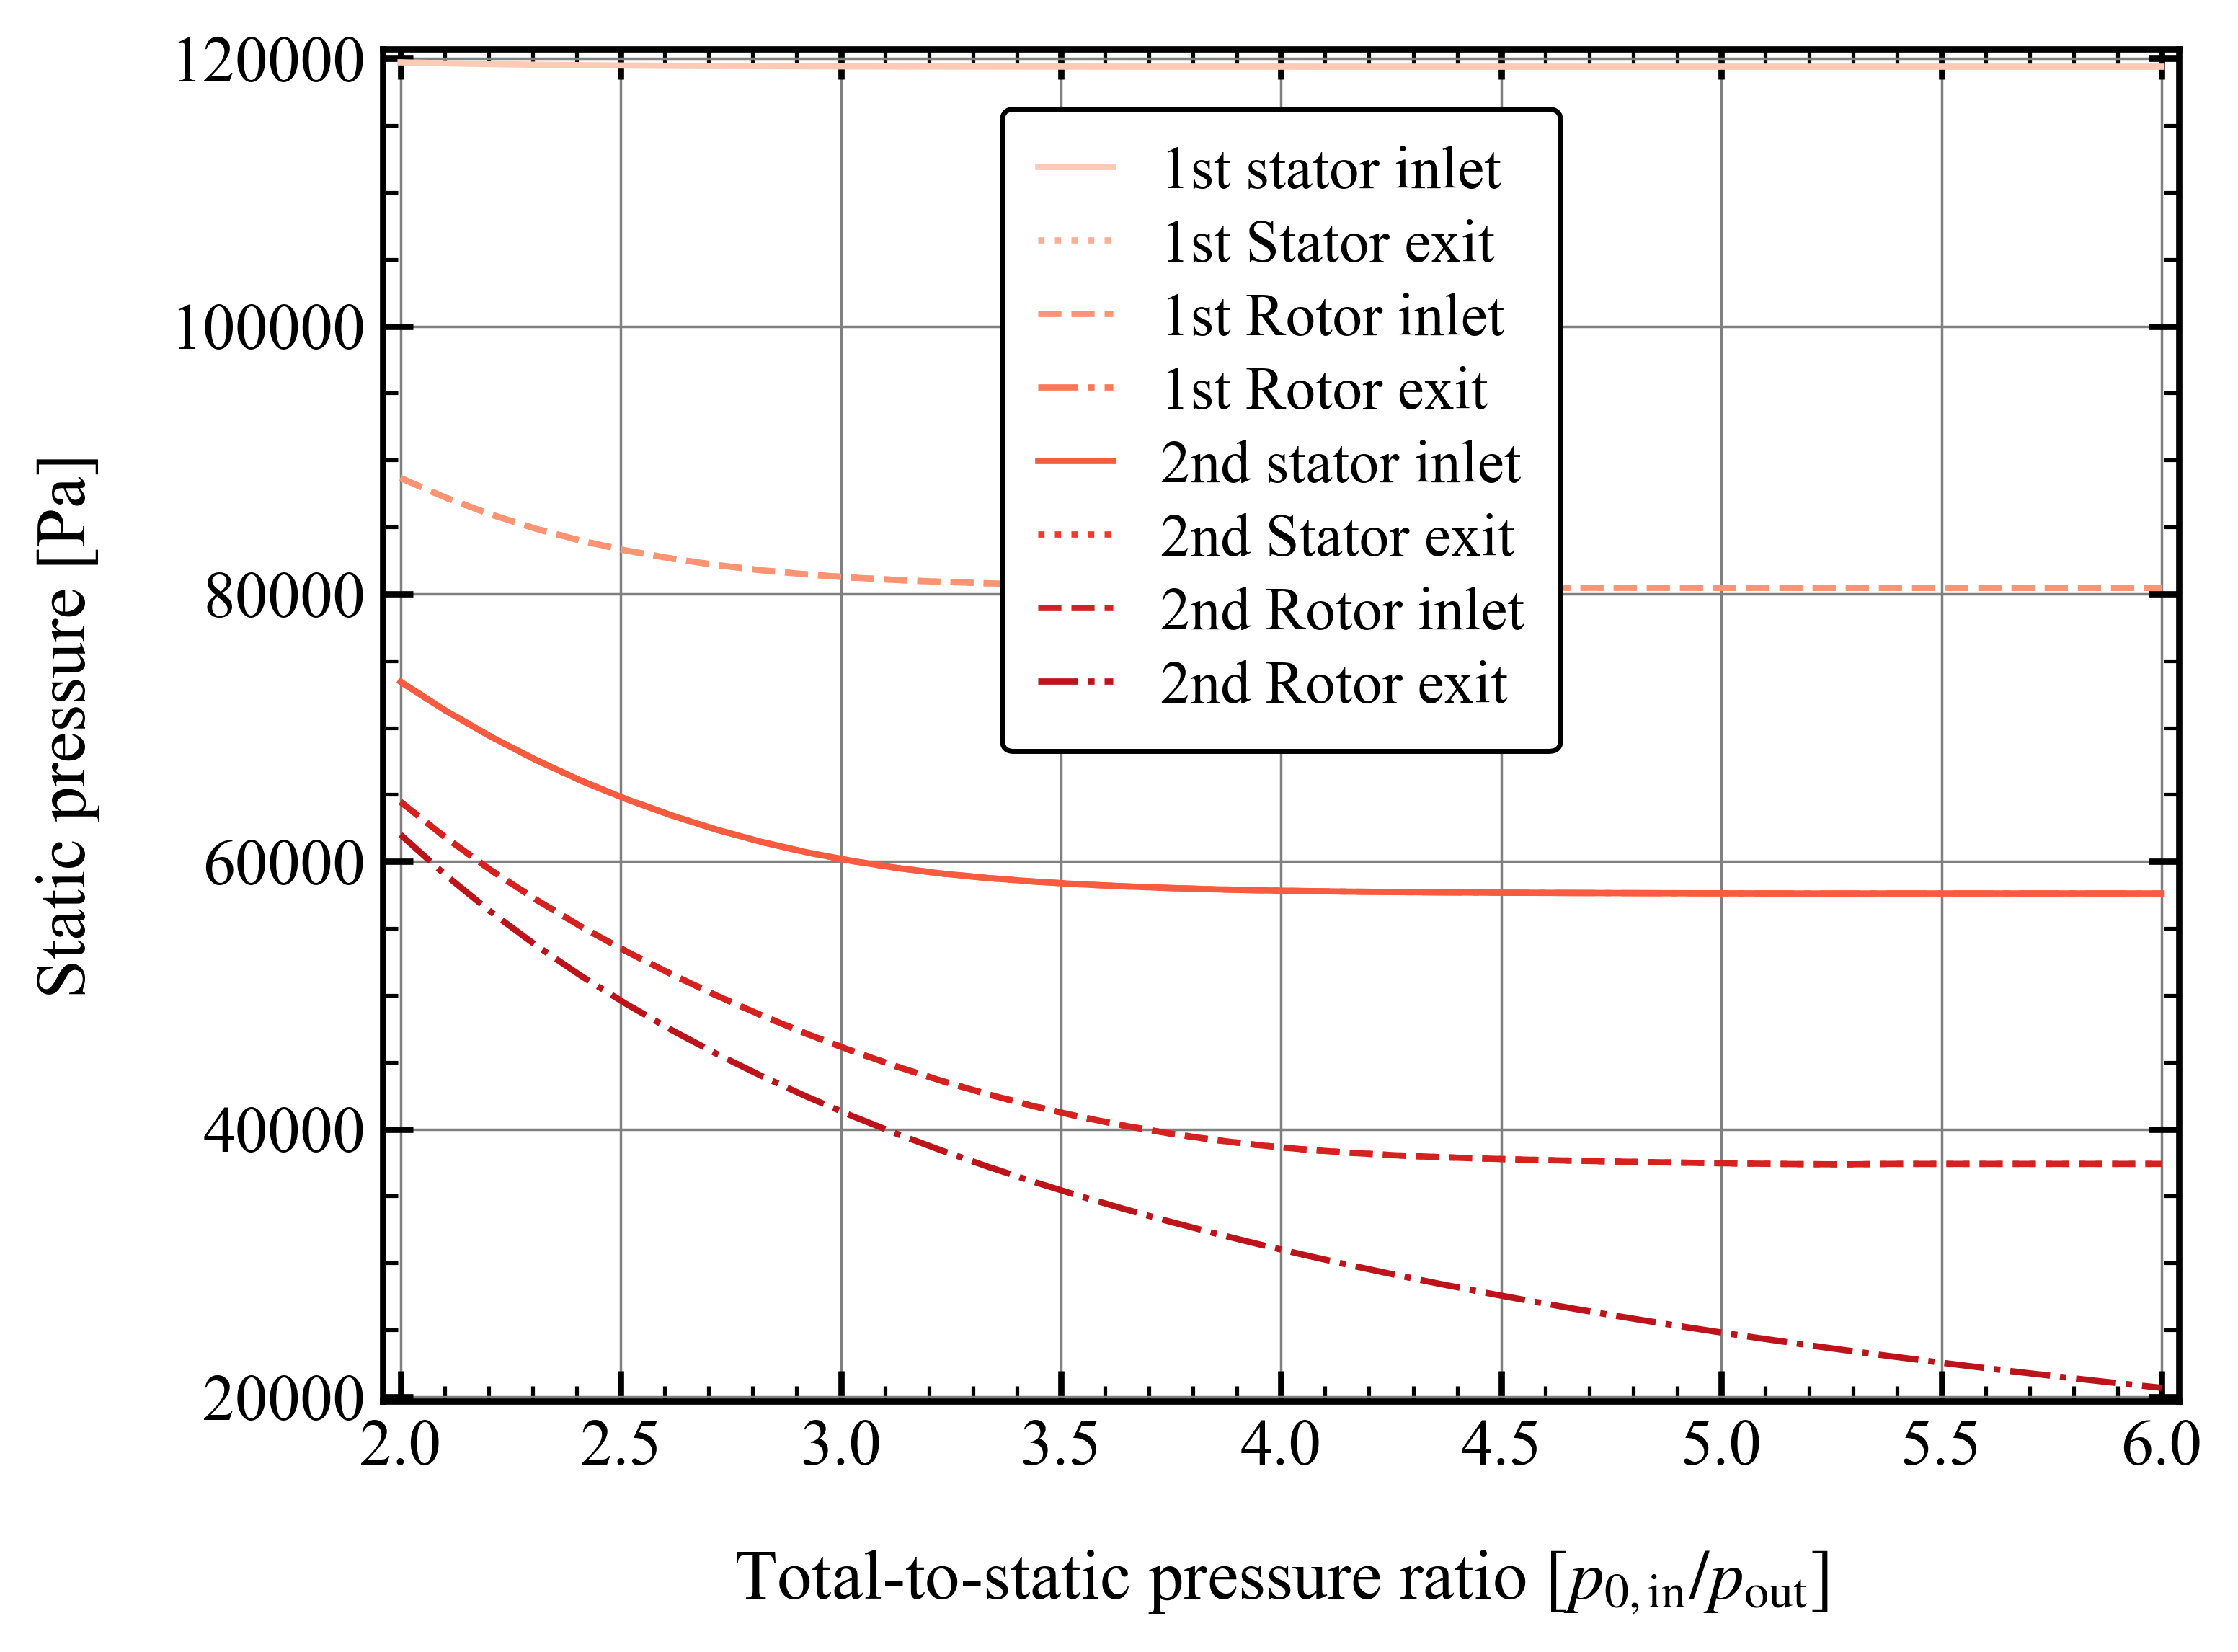 120000
100000
80000
60000
40000
20000
Static pressure [Pa]
1st stator inlet
1st Stator exit
1st Rotor inlet
1st Rotor exit
2nd stator inlet
2nd Stator exit
2nd Rotor inlet
2nd Rotor exit
2.0 2.5 3.0 3.5 4.0 4.5 5.0 5.5 6.0
Total-to-static pressure ratio [p0, in/pout]